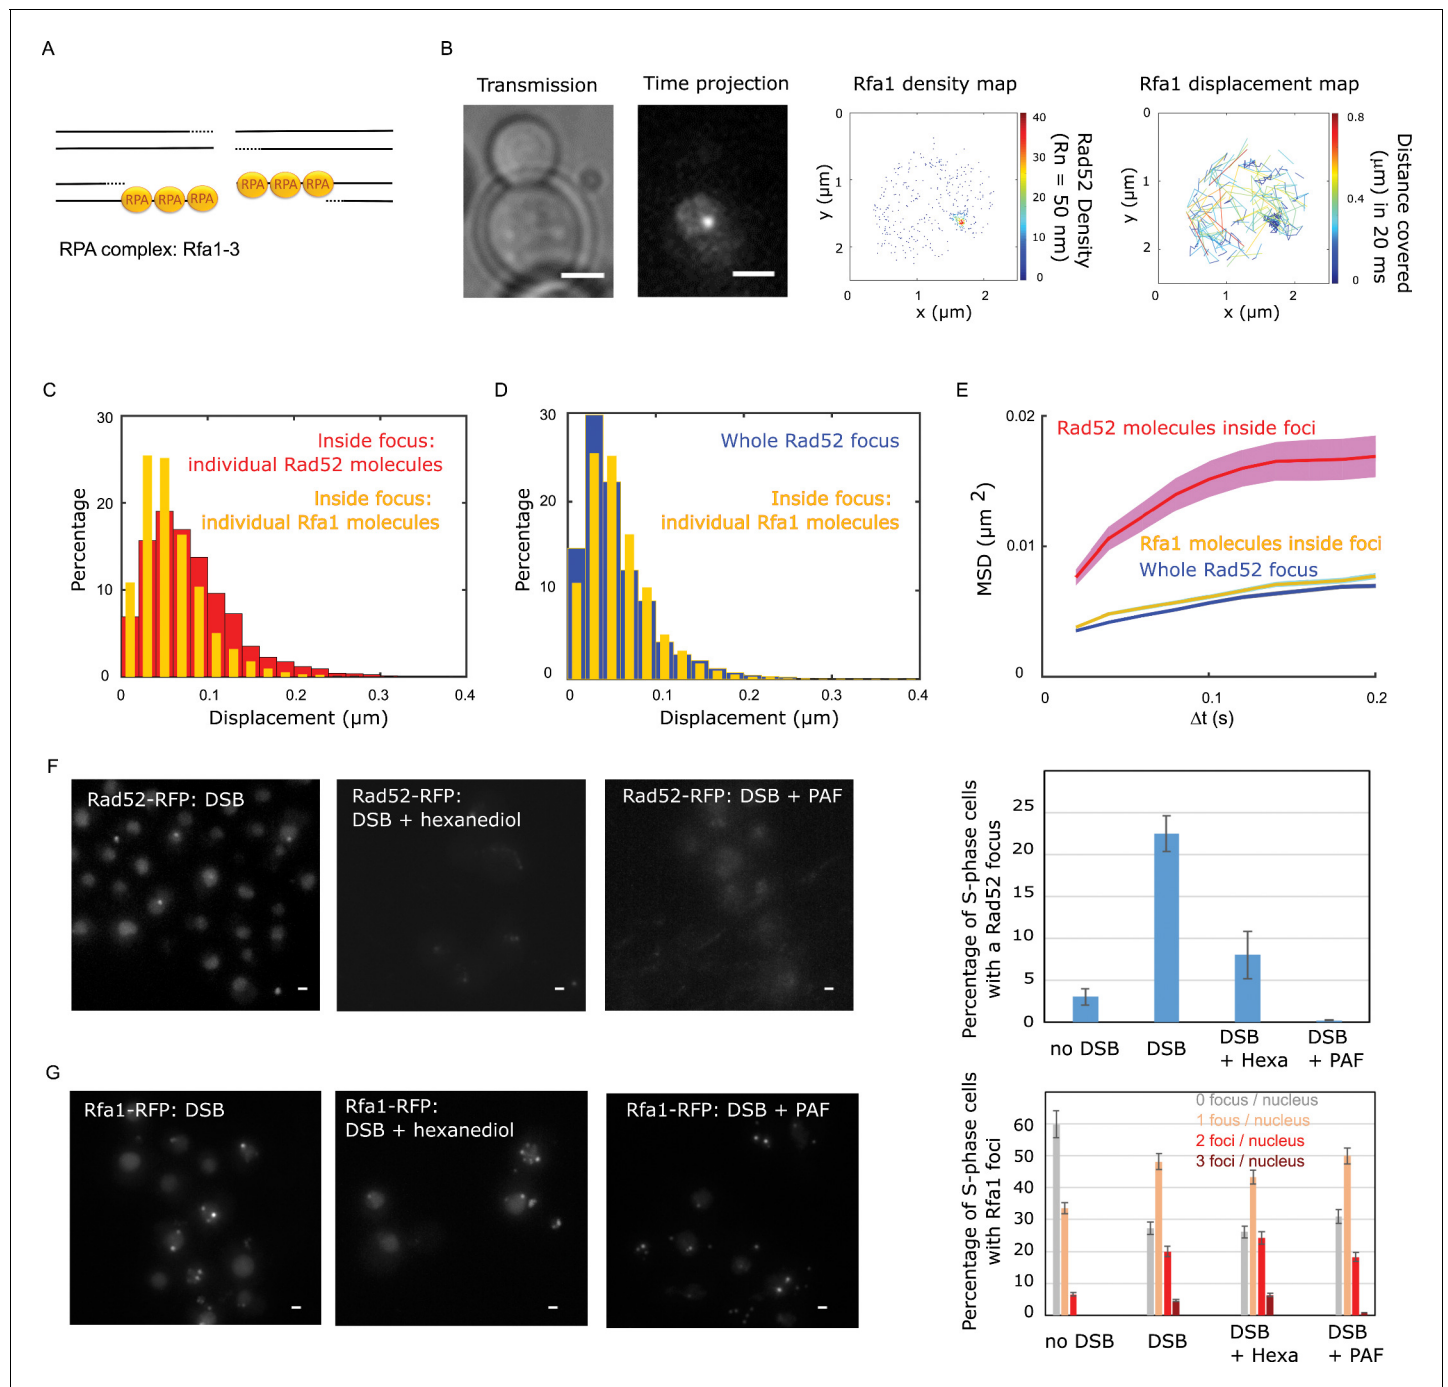 A
RPA RPA RPA
RPA RPA RPA
RPA complex: Rfa1-3
B
Transmission
Time projection
Rfa1 density map
0
1
2
y (µm)
0 1 2
x (µm)
40
30
20
10
0
Rad52 Density
(Rn = 50 nm)
Rfa1 displacement map
0
1
2
y (µm)
0 1 2
x (µm)
0.8
0.4
0
Distance covered
(µm) in 20 ms
C
30
20
10
0
Percentage
Inside focus:
individual Rad52 molecules
Inside focus:
individual Rfa1 molecules
0 0.1 0.2 0.3 0.4
Displacement (µm)
D
30
20
10
0
Percentage
Whole Rad52 focus
Inside focus:
individual Rfa1 molecules
0 0.1 0.2 0.3 0.4
Displacement (µm)
E
0.02
0.01
0
MSD (µm 2)
Rad52 molecules inside foci
Rfa1 molecules inside foci
Whole Rad52 focus
0 0.1 0.2
Δt (s)
F
Rad52-RFP: DSB
Rad52-RFP:
DSB + hexanediol
Rad52-RFP: DSB + PAF
Percentage of S-phase cells
with a Rad52 focus
25
20
15
10
5
0
no DSB
DSB
DSB
+ Hexa
DSB
+ PAF
G
Rfa1-RFP: DSB
Rfa1-RFP:
DSB + hexanediol
Rfa1-RFP: DSB + PAF
Percentage of S-phase cells
with Rfa1 foci
60
50
40
30
20
10
0
0 focus / nucleus
1 fous / nucleus
2 foci / nucleus
3 foci / nucleus
no DSB
DSB
DSB
+ Hexa
DSB
+ PAF